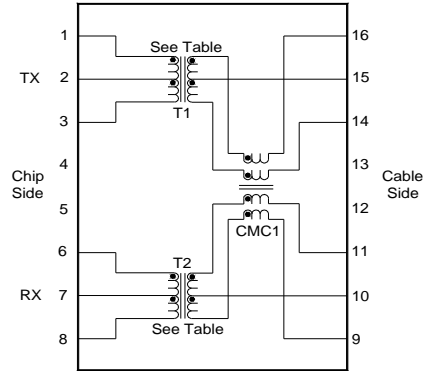 1
See Table
16
TX
2
15
3
T1
14
4
13
Chip
Side
Cable
Side
5
12
CMC1
6
T2
11
RX
7
10
See Table
8
9